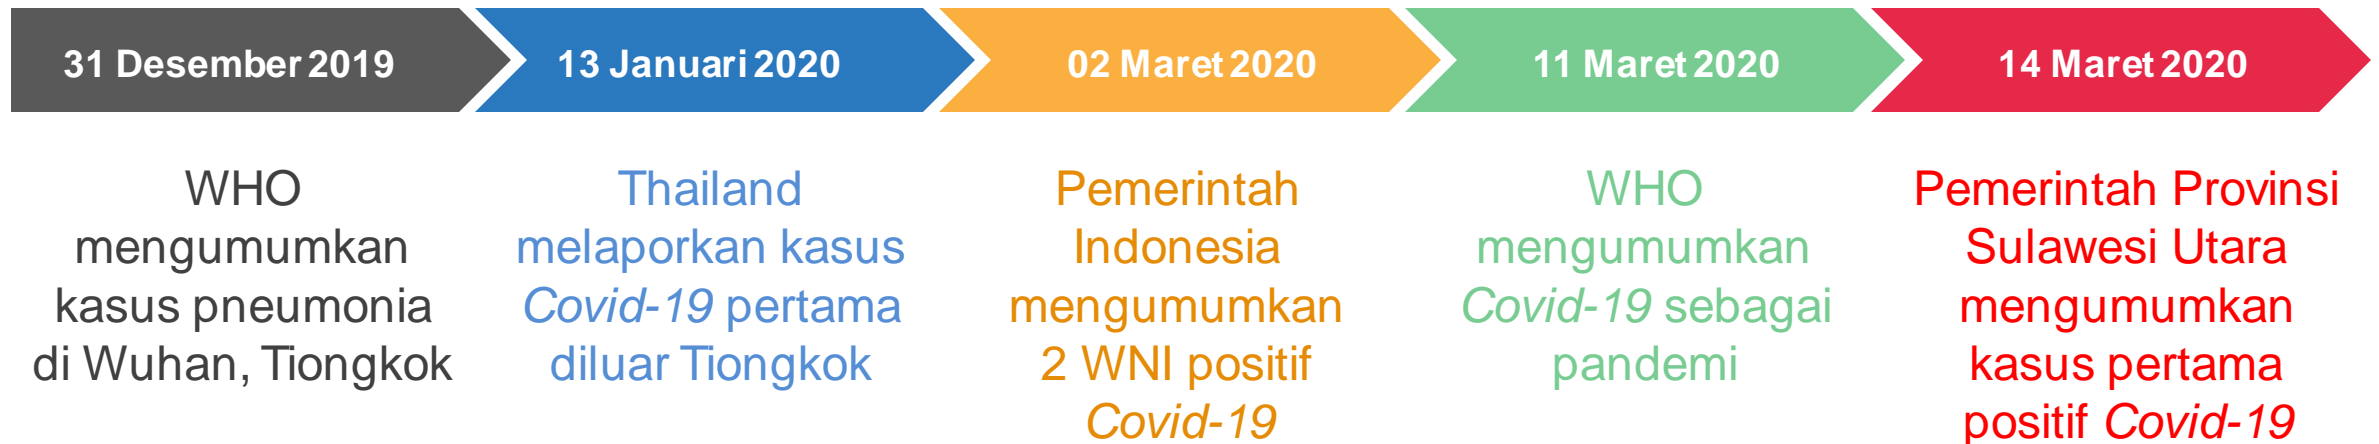 31 Desember 2019
13 Januari 2020
02 Maret 2020
11 Maret 2020
14 Maret 2020
WHO
mengumumkan
kasus pneumonia
di Wuhan, Tiongkok
Thailand
melaporkan kasus
Covid-19 pertama
diluar Tiongkok
Pemerintah
Indonesia
mengumumkan
2 WNI positif
Covid-19
WHO
mengumumkan
Covid-19 sebagai
pandemi
Pemerintah Provinsi
Sulawesi Utara
mengumumkan
kasus pertama
positif Covid-19